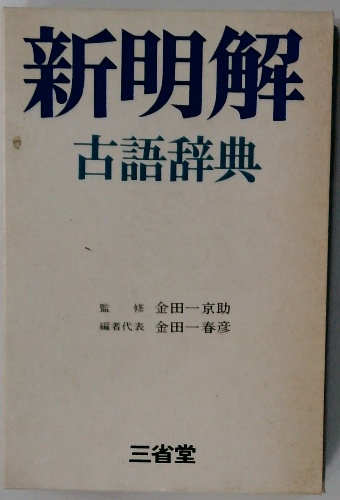 新明解
古語辞典
監修 金田一京助
編者代表 金田一春彦
三省堂